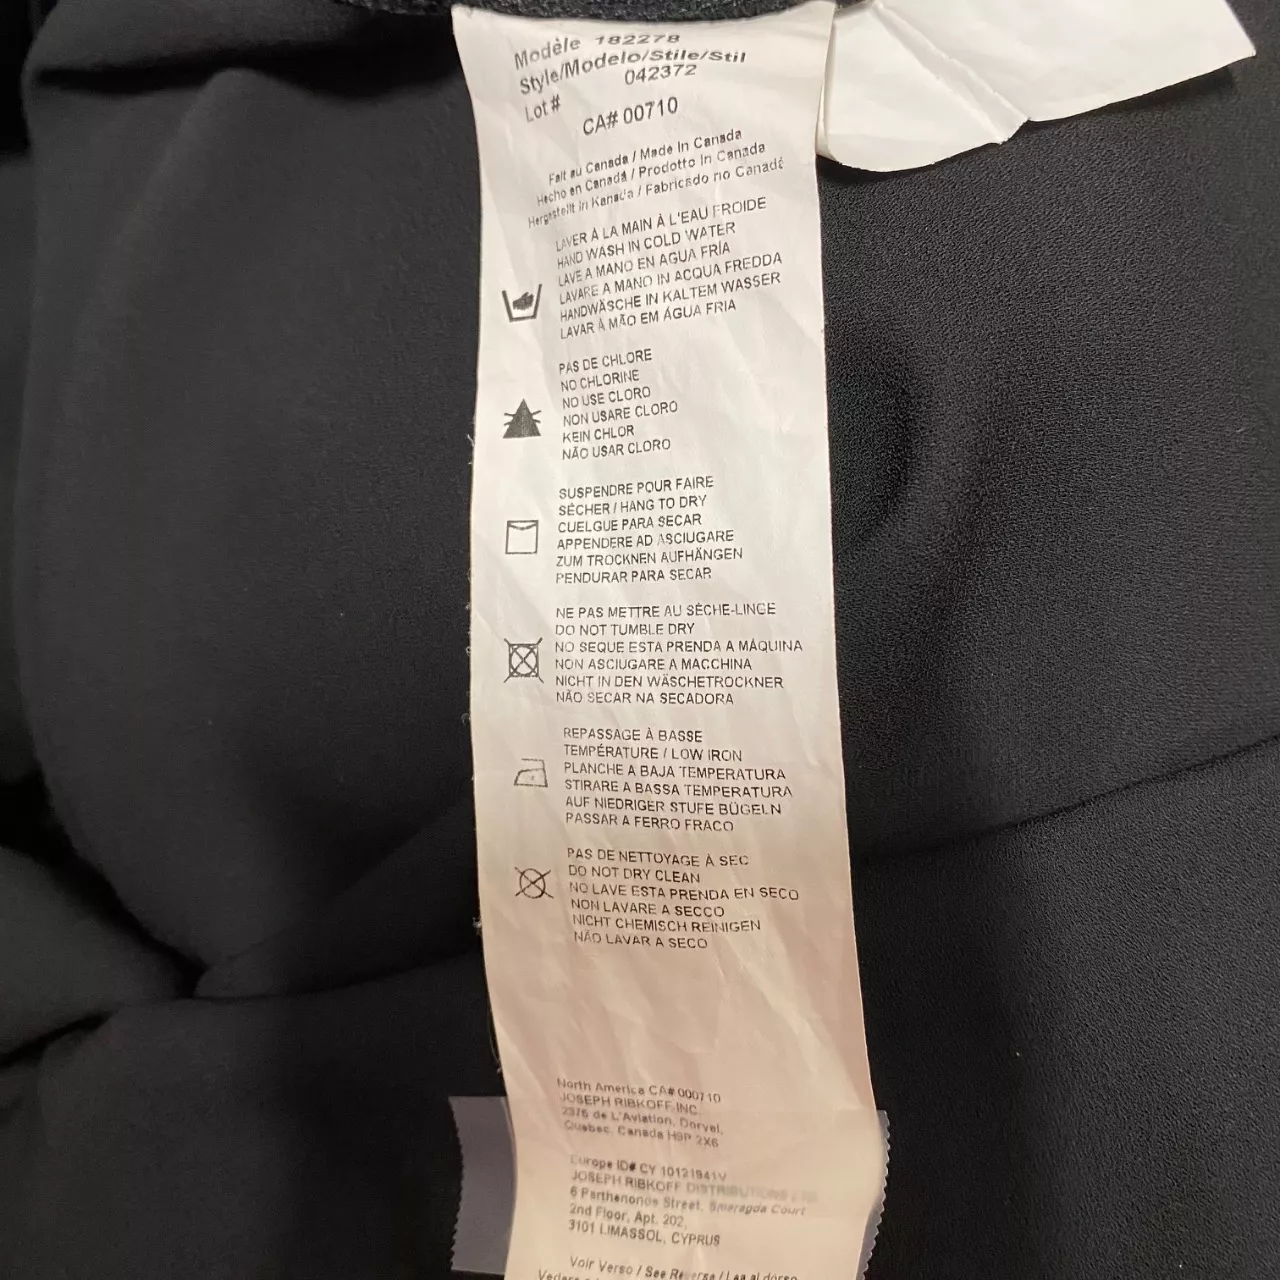 Modèle 182278
Style/Modelo/Stile/Stil
042372
Lot #
CA# 00710
Fait au Canada / Made In Canada
Hecho en Canadá / Prodotto In Canada
Hergestellt in Kanada / Fabricado no Canadá
LAVER À LA MAIN À L'EAU FROIDE
HAND WASH IN COLD WATER
LAVE A MANO EN AGUA FRÍA
LAVARE A MANO IN ACQUA FREDDA
HANDWÄSCHE IN KALTEM WASSER
LAVAR À MÃO EM ÁGUA FRIA
PAS DE CHLORE
NO CHLORINE
NO USE CLORO
NON USARE CLORO
KEIN CHLOR
NÃO USAR CLORO
SUSPENDRE POUR FAIRE
SÉCHER / HANG TO DRY
CUELGUE PARA SECAR
APPENDERE AD ASCIUGARE
ZUM TROCKNEN AUFHÄNGEN
PENDURAR PARA SECAR
NE PAS METTRE AU SÈCHE-LINGE
DO NOT TUMBLE DRY
NO SEQUE ESTA PRENDA A MÁQUINA
NON ASCIUGARE A MACCHINA
NICHT IN DEN WÄSCHETROCKNER
NÃO SECAR NA SECADORA
REPASSAGE À BASSE
TEMPÉRATURE / LOW IRON
PLANCHE A BAJA TEMPERATURA
STIRARE A BASSA TEMPERATURA
AUF NIEDRIGER STUFE BÜGELN
PASSAR A FERRO FRACO
PAS DE NETTOYAGE À SEC
DO NOT DRY CLEAN
NO LAVE ESTA PRENDA EN SECO
NON LAVARE A SECCO
NICHT CHEMISCH REINIGEN
NÃO LAVAR A SECO
North America CA# 000710
JOSEPH RIBKOFF INC.
2375 de L'Aviation, Dorval,
Quebec, Canada H9P 2X6
Europe ID# CY 10121941V
JOSEPH RIBKOFF DISTRIBUTIONS LTD
6 Parthenonos Street, Smaragda Court
2nd Floor, Apt. 202,
3101 LIMASSOL, CYPRUS
Voir Verso / See Reverse / Lea al dorso